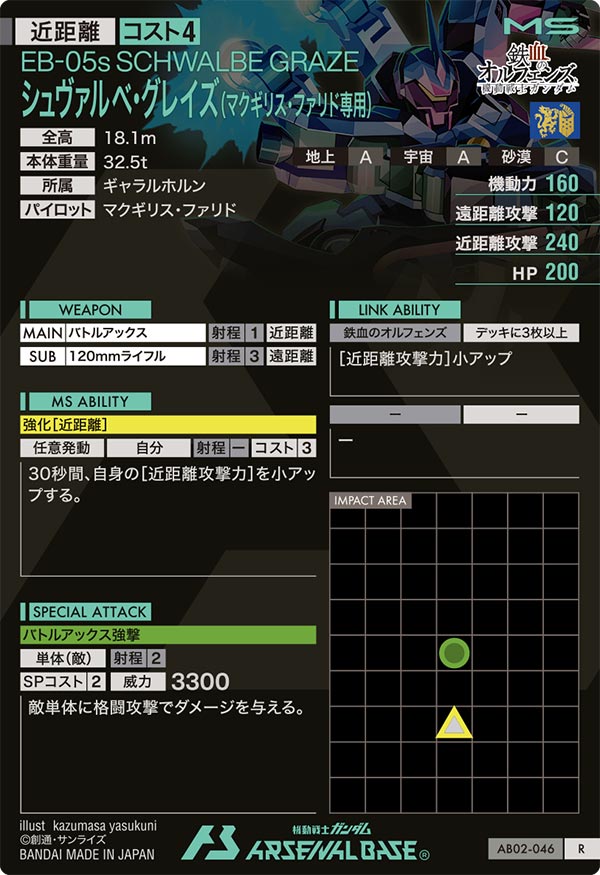 近距離 コスト4
MS
EB-05s SCHWALBE GRAZE
シュヴァルベ・グレイズ(マクギリス・ファリド専用)
鉄血の
オルフェンズ
機動戦士ガンダム
全高 18.1m
本体重量 32.5t
所属 ギャラルホルン
パイロット マクギリス・ファリド
地上 A 宇宙 A 砂漠 C
機動力 160
遠距離攻撃 120
近距離攻撃 240
HP 200
WEAPON
MAIN バトルアックス 射程 1 近距離
SUB 120mmライフル 射程 3 遠距離
LINK ABILITY
鉄血のオルフェンズ デッキに3枚以上
[近距離攻撃力]小アップ
ー ー
ー
MS ABILITY
強化[近距離]
任意発動 自分 射程 ー コスト 3
30秒間、自身の[近距離攻撃力]を小アッ
プする。
IMPACT AREA
SPECIAL ATTACK
バトルアックス強撃
単体(敵) 射程 2
SPコスト 2 威力 3300
敵単体に格闘攻撃でダメージを与える。
illust kazumasa yasukuni
©創通・サンライズ
BANDAI MADE IN JAPAN
機動戦士ガンダム
ARSENAL BASE®
AB02-046 R